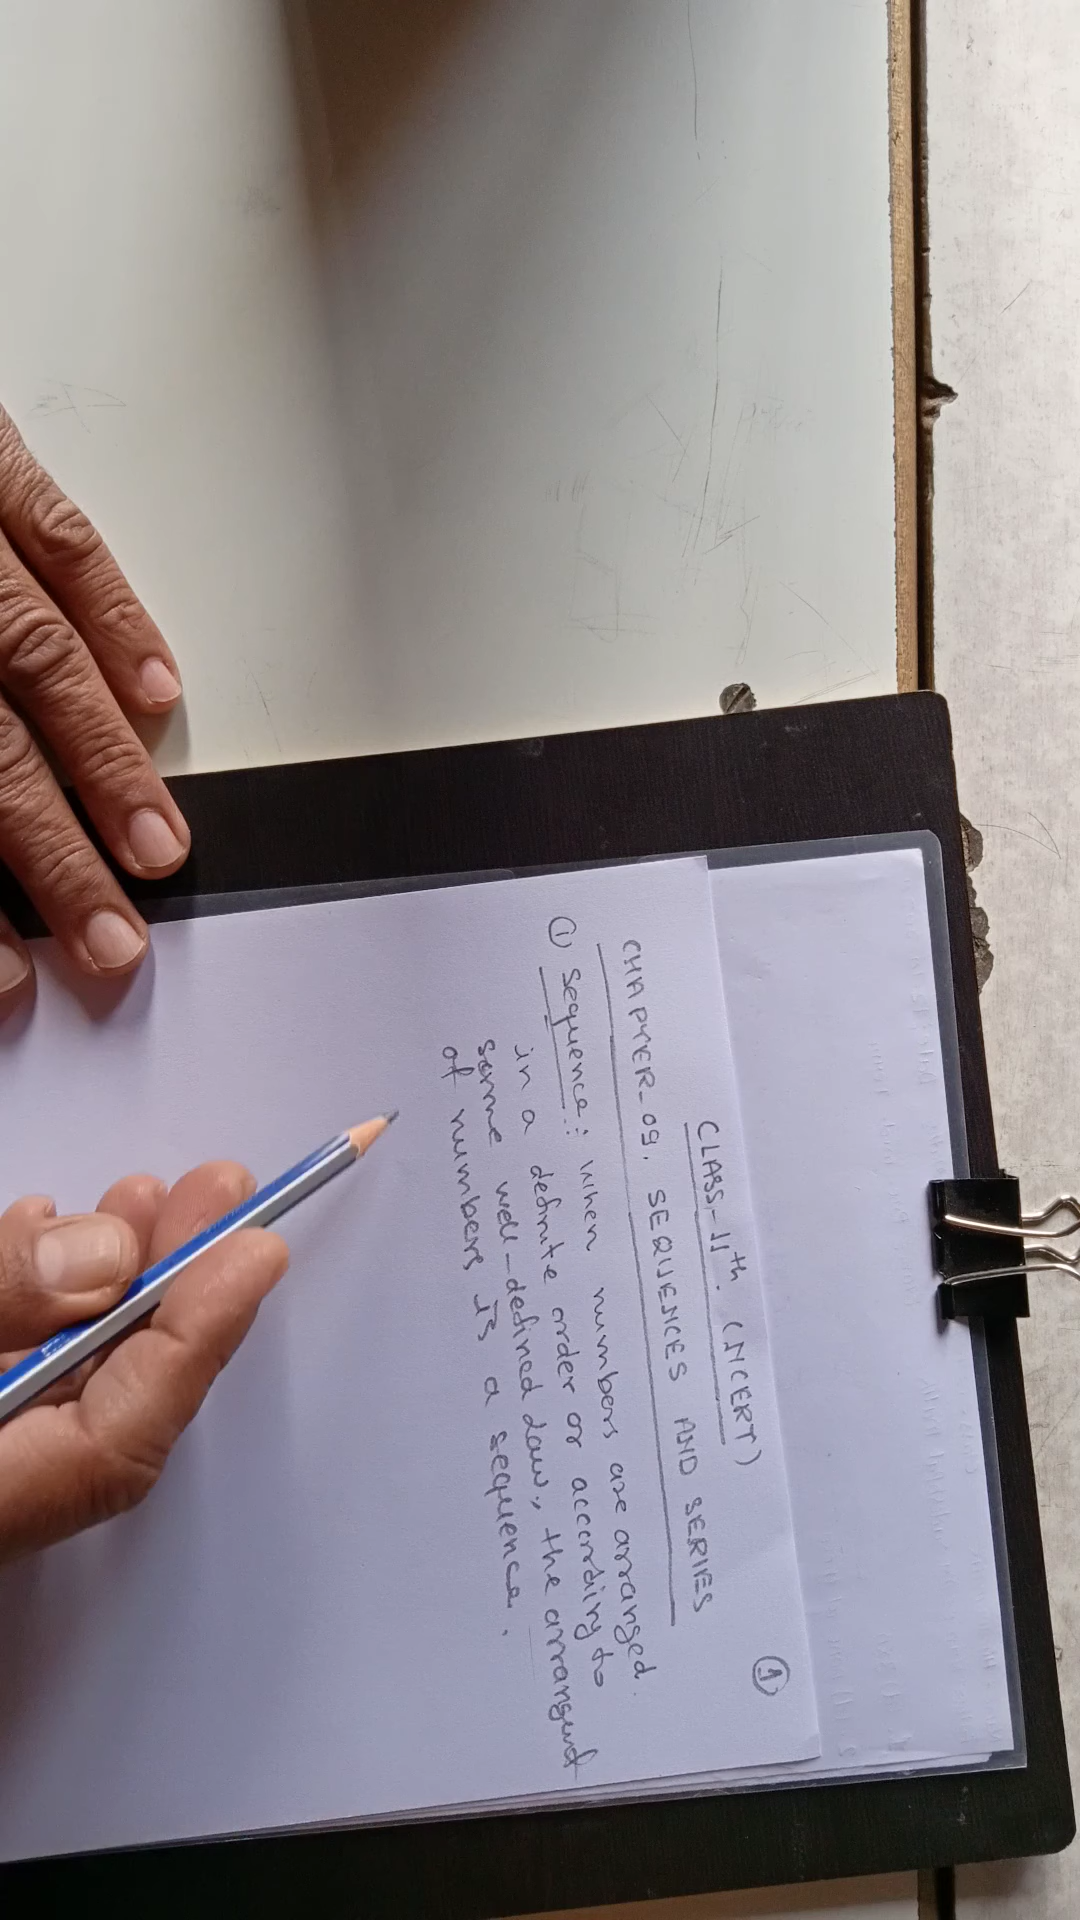 ①
CLASS-11th. (NCERT)
CHAPTER-09. SEQUENCES AND SERIES
① Sequence: When numbers are arranged.
in a definite order or according to
some well-defined law, the arrangent
of numbers is a sequence.